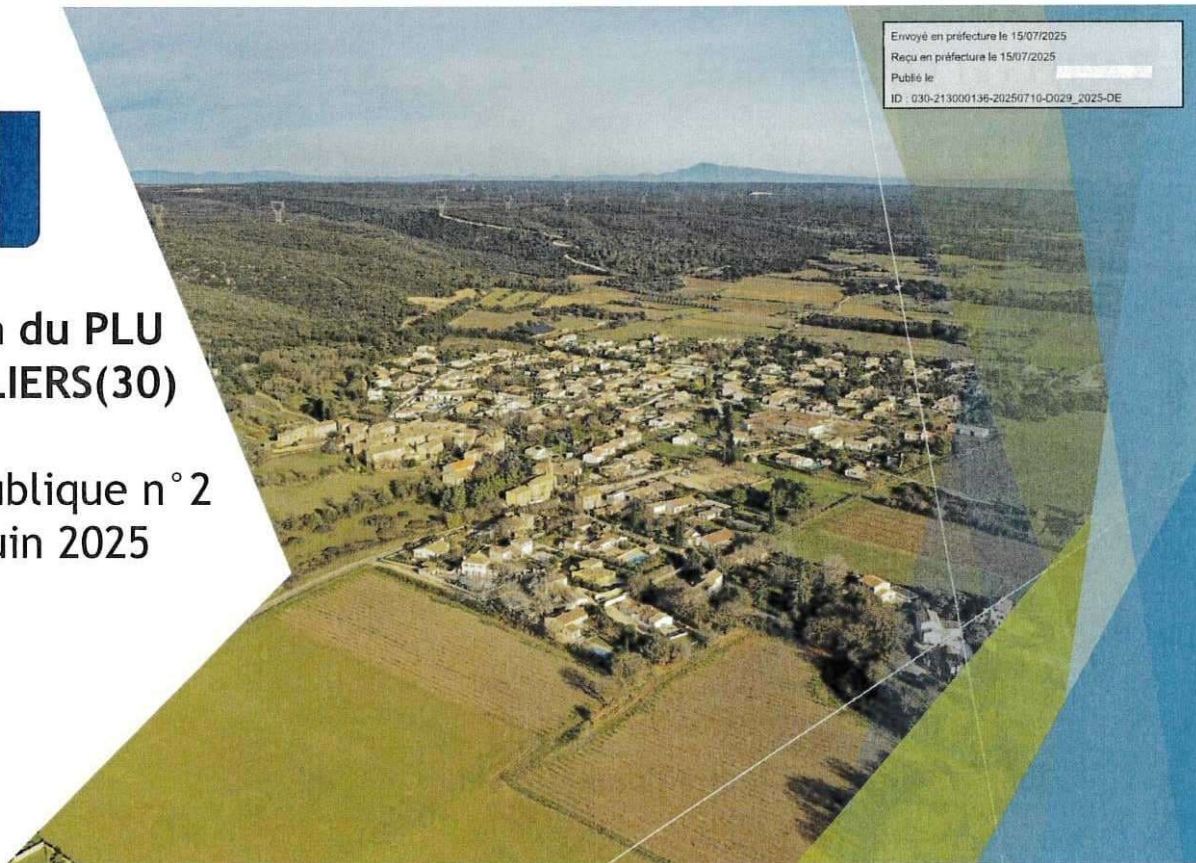 Envoyé en préfecture le 15/07/2025
Reçu en préfecture le 15/07/2025
Publié le
ID : 030-213000136-20250710-D029_2025-DE
du PLU
LIERS(30)
ublique n°2
uin 2025